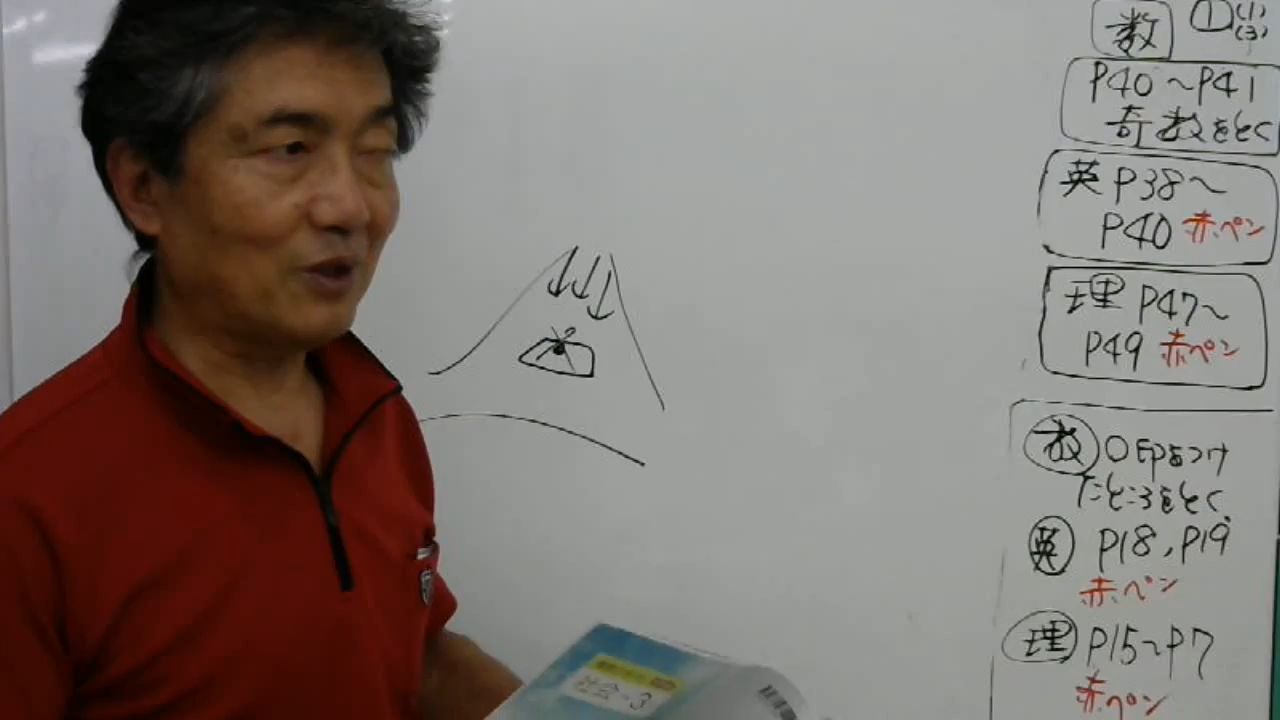 数 ①(1)
(3)
P40〜P41
奇数をとく
英 P38〜
P40 赤ペン
理 P47〜
P49 赤ペン
数 ○印をつけ
たところをとく
英 P18、P19
赤ペン
理 P15〜P7
赤ペン
社会-3